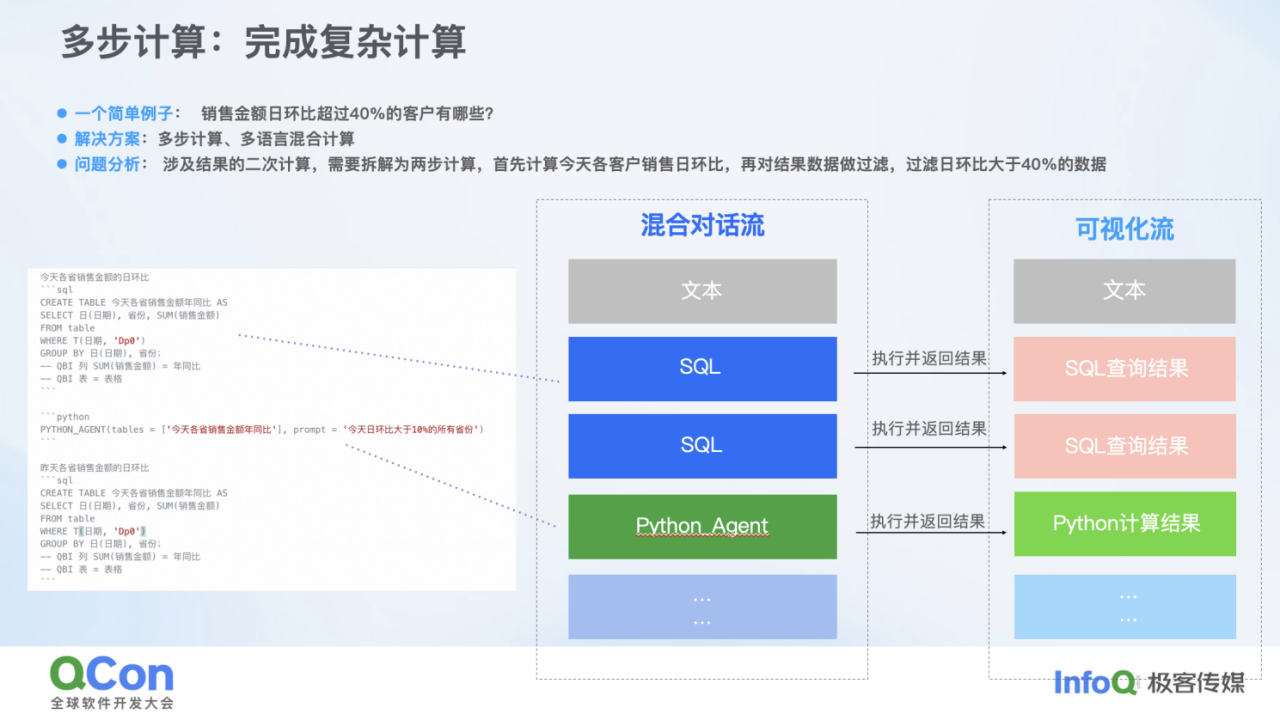 多步计算：完成复杂计算
一个简单例子： 销售金额日环比超过40%的客户有哪些?
解决方案：多步计算、多语言混合计算
问题分析： 涉及结果的二次计算，需要拆解为两步计算，首先计算今天各客户销售日环比，再对结果数据做过滤，过滤日环比大于40%的数据
今天各省销售金额的日环比
```sql
CREATE TABLE 今天各省销售金额年同比 AS
SELECT 日(日期), 省份, SUM(销售金额)
FROM table
WHERE T(日期, 'Dp0')
GROUP BY 日(日期), 省份;
-- QBI 列 SUM(销售金额) = 年同比
-- QBI 表 = 表格
```
```python
PYTHON_AGENT(tables = ['今天各省销售金额年同比'], prompt = '今天日环比大于10%的所有省份')
```
昨天各省销售金额的日环比
```sql
CREATE TABLE 今天各省销售金额年同比 AS
SELECT 日(日期), 省份, SUM(销售金额)
FROM table
WHERE T(日期, 'Dp0')
GROUP BY 日(日期), 省份;
-- QBI 列 SUM(销售金额) = 年同比
-- QBI 表 = 表格
```
混合对话流
文本
SQL
SQL
Python_Agent
...
...
执行并返回结果
执行并返回结果
执行并返回结果
可视化流
文本
SQL查询结果
SQL查询结果
Python计算结果
...
...
QCon
全球软件开发大会
InfoQ 极客传媒